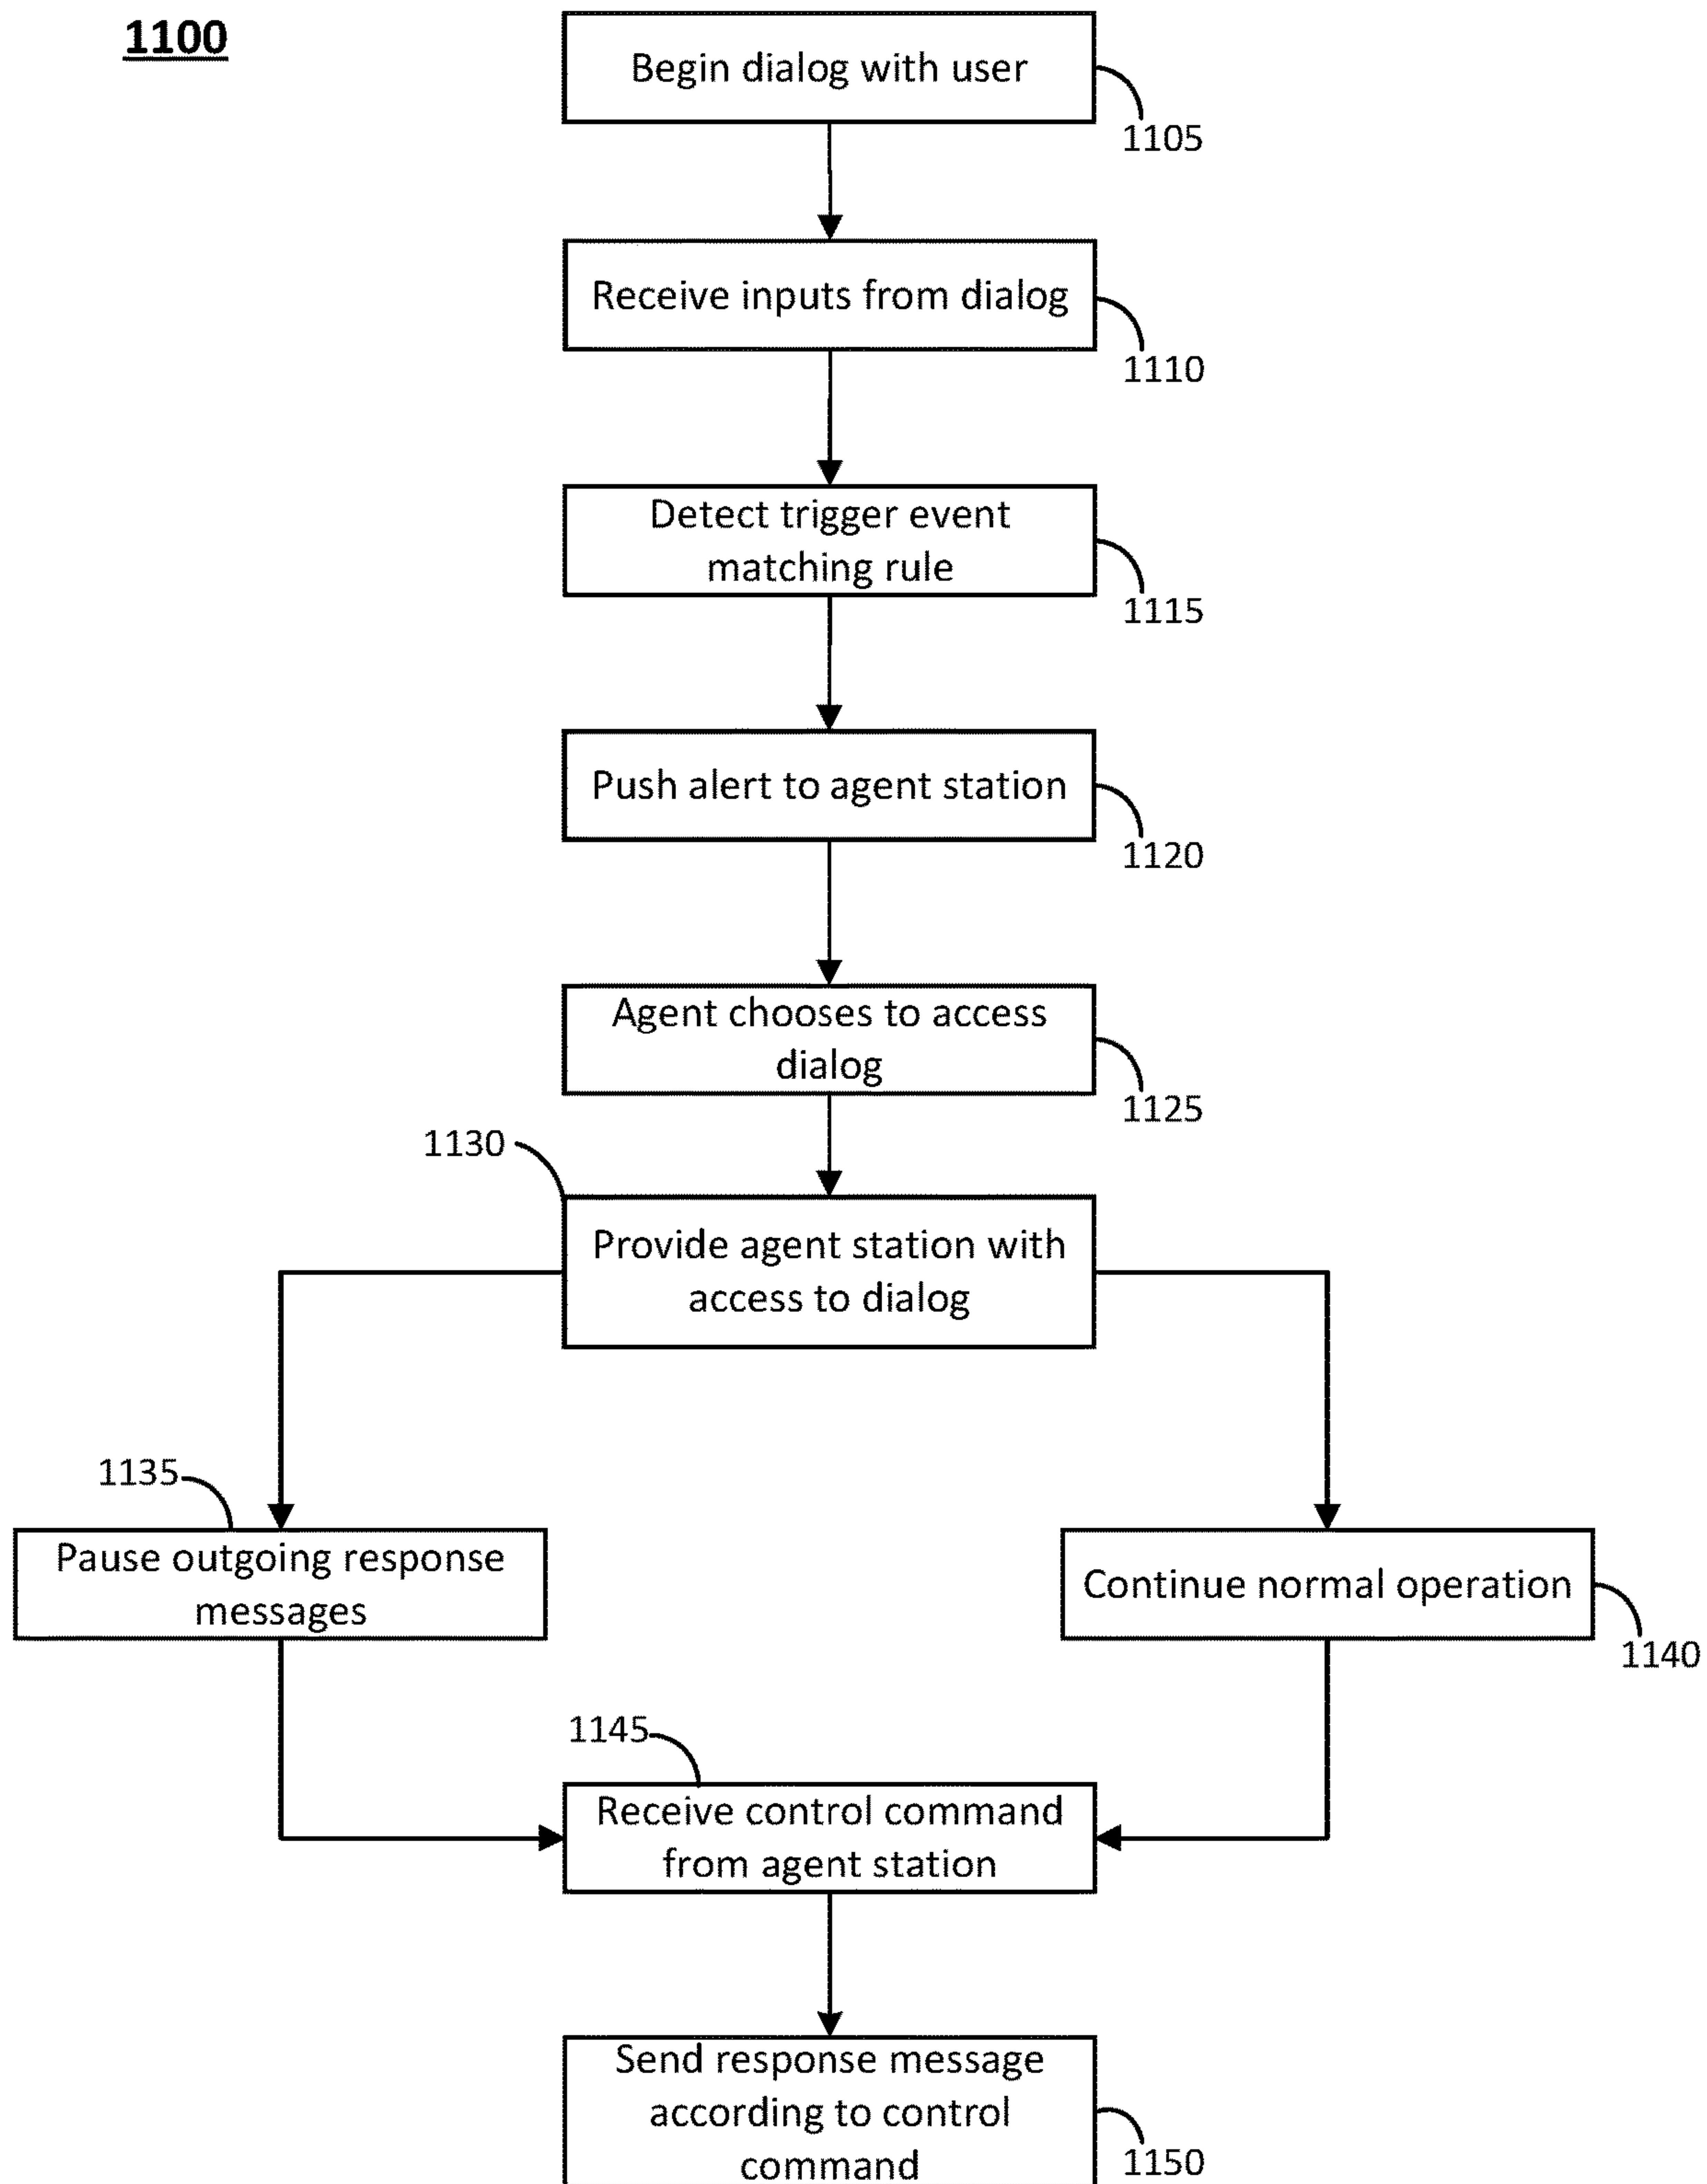 1100
Begin dialog with user
1105
Receive inputs from dialog
1110
Detect trigger event
matching rule
1115
Push alert to agent station
1120
Agent chooses to access
dialog
1125
1130
Provide agent station with
access to dialog
1135
Pause outgoing response
messages
Continue normal operation
1140
1145
Receive control command
from agent station
Send response message
according to control
command
1150